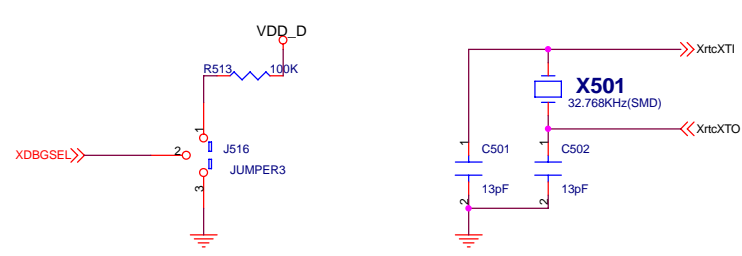 VDD_D
R513 100K
XDBGSEL
1
2
3
J516
JUMPER3
XrtcXTI
X501
32.768KHz(SMD)
XrtcXTO
1
C501
13pF
2
1
C502
13pF
2